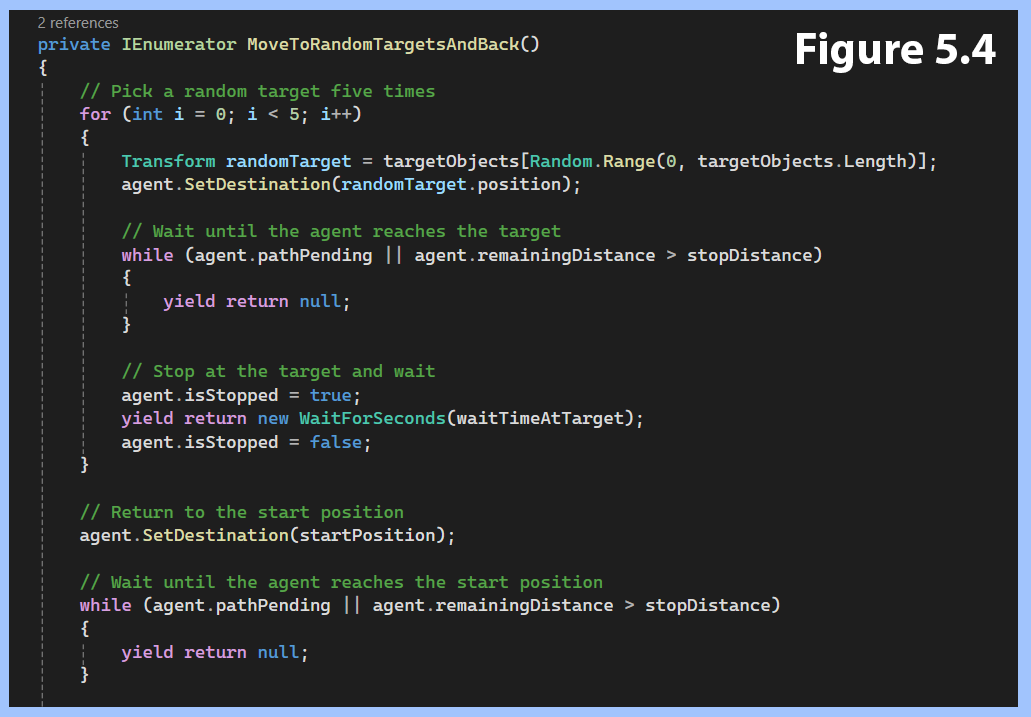 2 references
private IEnumerator MoveToRandomTargetsAndBack()
Figure 5.4
{
// Pick a random target five times
for (int i = 0; i < 5; i++)
{
Transform randomTarget = targetObjects[Random.Range(0, targetObjects.Length)];
agent.SetDestination(randomTarget.position);
// Wait until the agent reaches the target
while (agent.pathPending || agent.remainingDistance > stopDistance)
{
yield return null;
}
// Stop at the target and wait
agent.isStopped = true;
yield return new WaitForSeconds(waitTimeAtTarget);
agent.isStopped = false;
}
// Return to the start position
agent.SetDestination(startPosition);
// Wait until the agent reaches the start position
while (agent.pathPending || agent.remainingDistance > stopDistance)
{
yield return null;
}